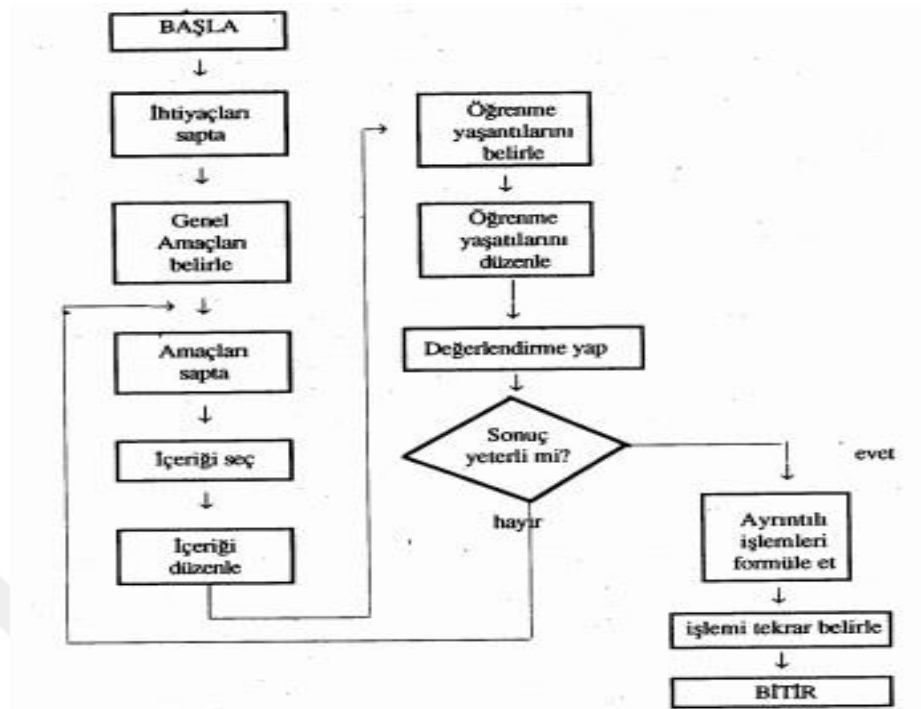 BAŞLA
İhtiyaçları
sapta
Genel
Amaçları
belirle
Amaçları
sapta
İçeriği seç
İçeriği
düzenle
Öğrenme
yaşantılarını
belirle
Öğrenme
yaşatılarını
düzenle
Değerlendirme yap
Sonuç
yeterli mi?
evet
hayır
Ayrıntılı
işlemleri
formüle et
işlemi tekrar belirle
BİTİR